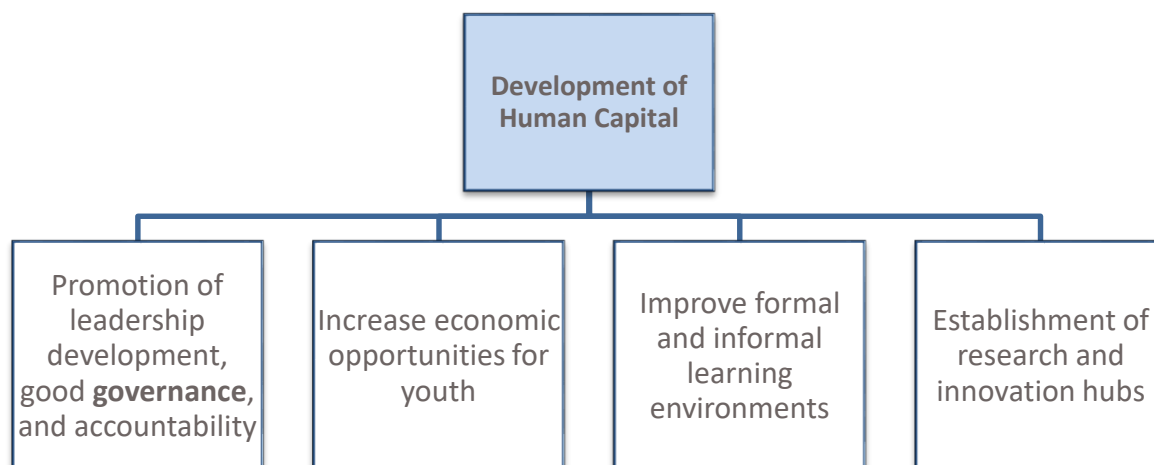 Development of
Human Capital
Promotion of
leadership
development,
good governance,
and accountability
Increase economic
opportunities for
youth
Improve formal
and informal
learning
environments
Establishment of
research and
innovation hubs